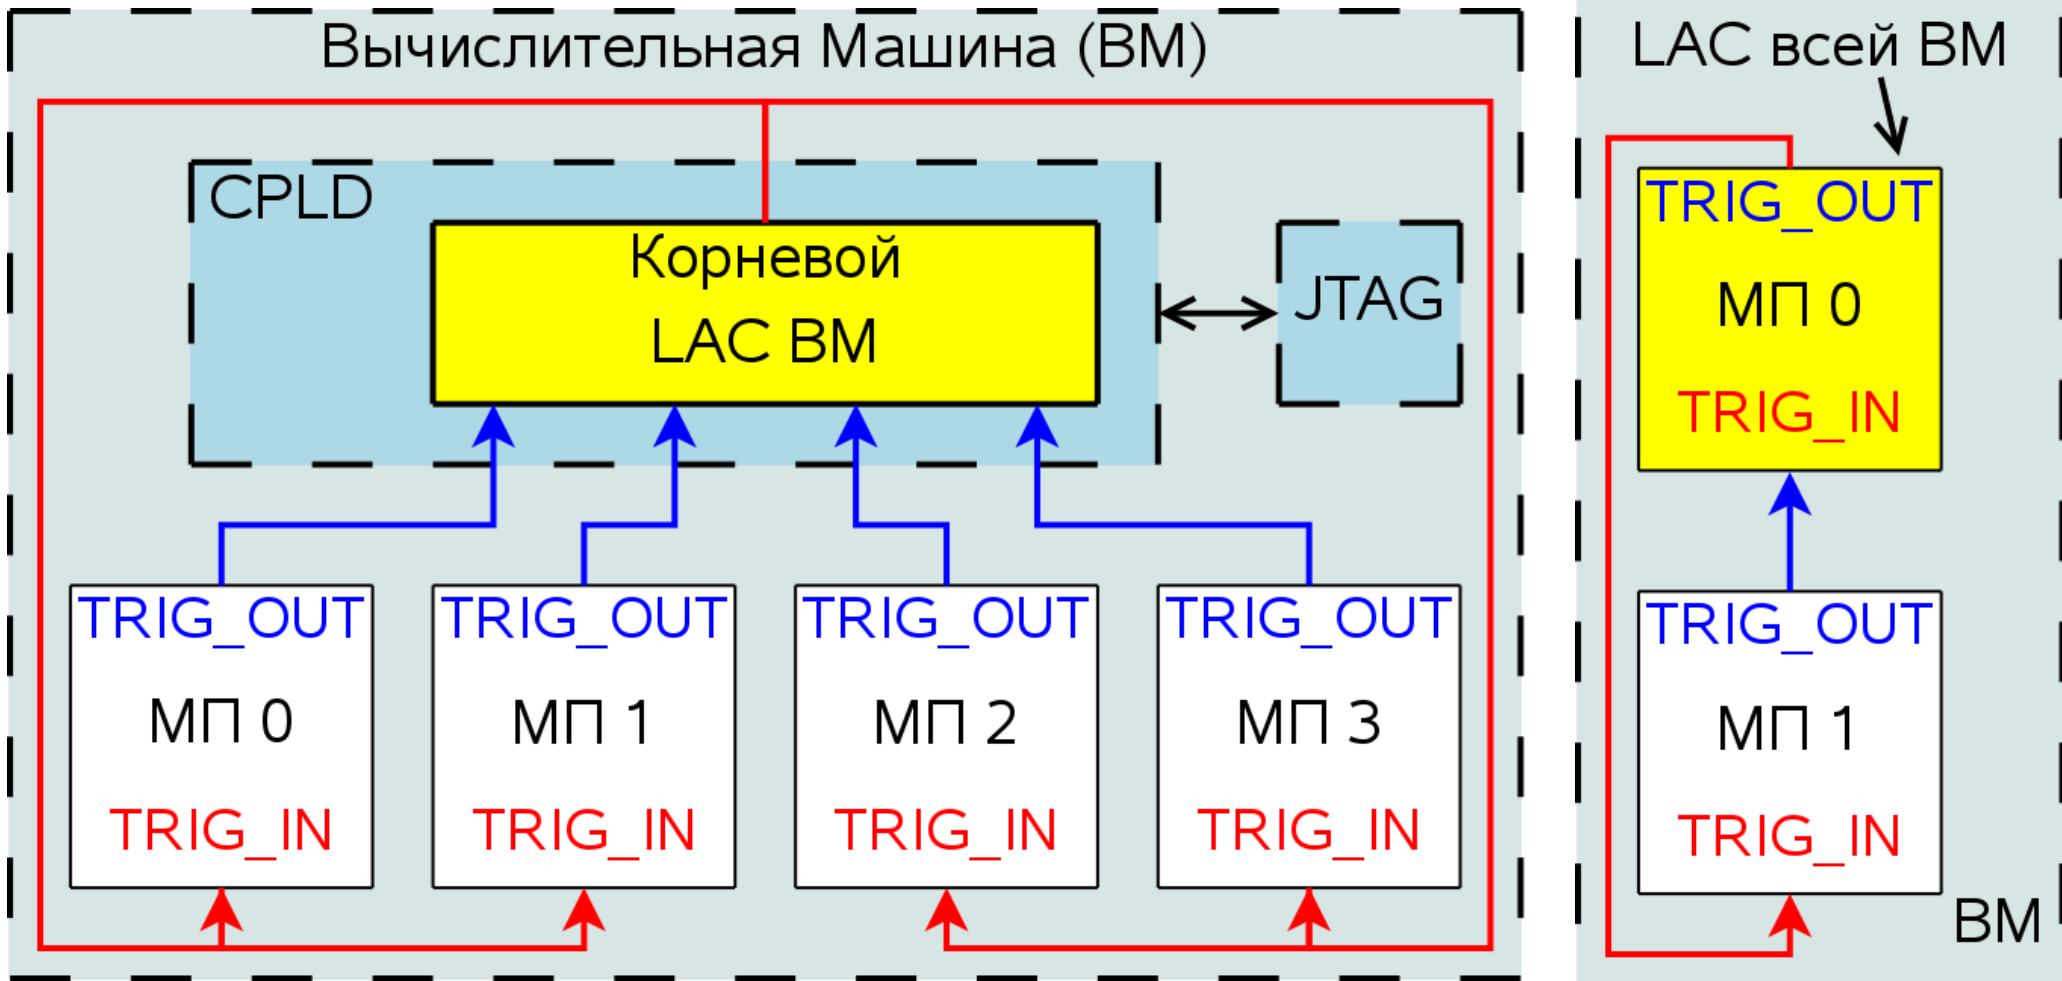 Вычислительная Машина (ВМ)
CPLD
Корневой
LAC ВМ
JTAG
TRIG_OUT
МП 0
TRIG_IN
TRIG_OUT
МП 1
TRIG_IN
TRIG_OUT
МП 2
TRIG_IN
TRIG_OUT
МП 3
TRIG_IN
LAC всей ВМ
TRIG_OUT
МП 0
TRIG_IN
TRIG_OUT
МП 1
TRIG_IN
ВМ